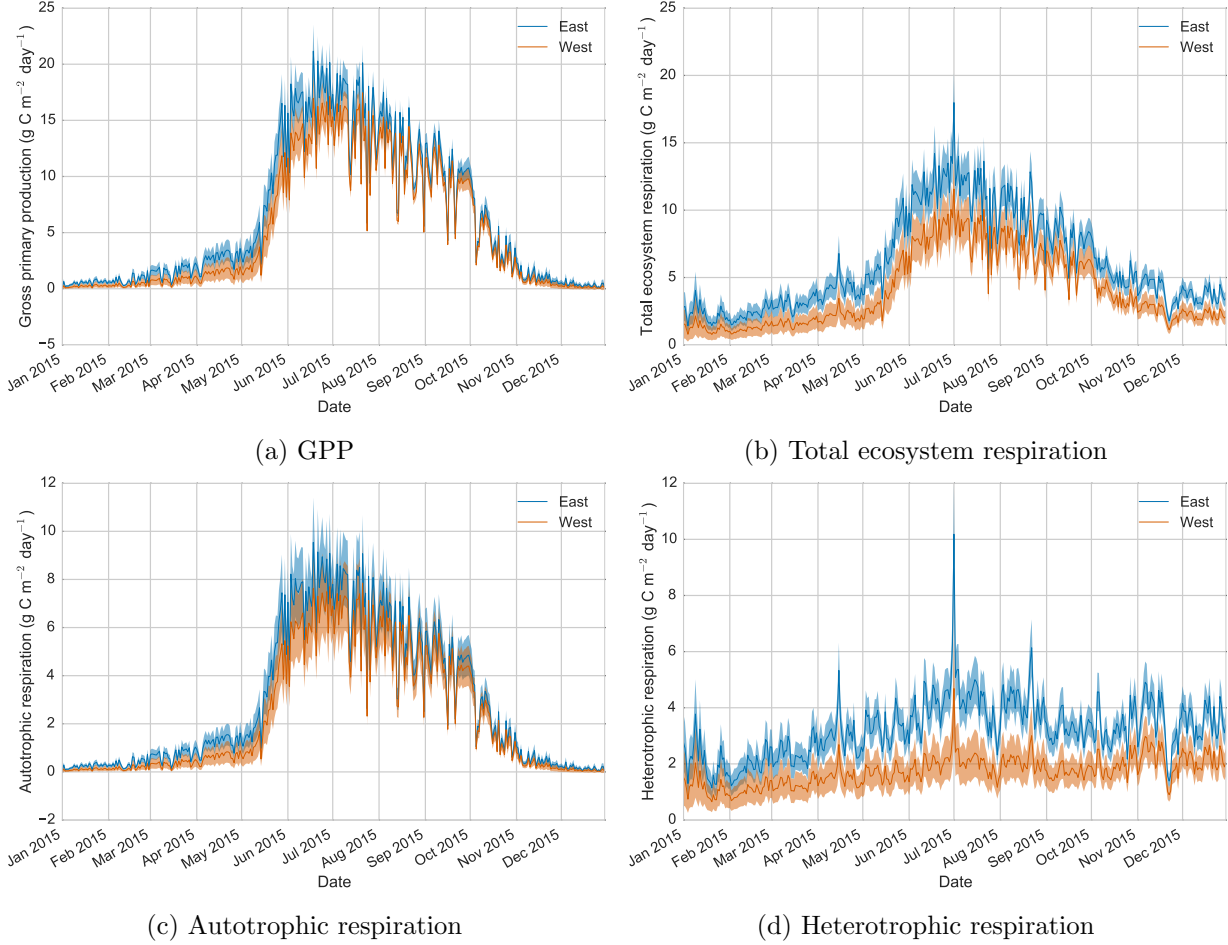 25
20
15
10
5
0
−5
Gross primary production (g C m−2 day−1)
East
West
Jan 2015 Feb 2015 Mar 2015 Apr 2015 May 2015 Jun 2015 Jul 2015 Aug 2015 Sep 2015 Oct 2015 Nov 2015 Dec 2015
Date
(a) GPP
25
20
15
10
5
0
Total ecosystem respiration (g C m−2 day−1)
East
West
Jan 2015 Feb 2015 Mar 2015 Apr 2015 May 2015 Jun 2015 Jul 2015 Aug 2015 Sep 2015 Oct 2015 Nov 2015 Dec 2015
Date
(b) Total ecosystem respiration
12
10
8
6
4
2
0
−2
Autotrophic respiration (g C m−2 day−1)
East
West
Jan 2015 Feb 2015 Mar 2015 Apr 2015 May 2015 Jun 2015 Jul 2015 Aug 2015 Sep 2015 Oct 2015 Nov 2015 Dec 2015
Date
(c) Autotrophic respiration
12
10
8
6
4
2
0
Heterotrophic respiration (g C m−2 day−1)
East
West
Jan 2015 Feb 2015 Mar 2015 Apr 2015 May 2015 Jun 2015 Jul 2015 Aug 2015 Sep 2015 Oct 2015 Nov 2015 Dec 2015
Date
(d) Heterotrophic respiration